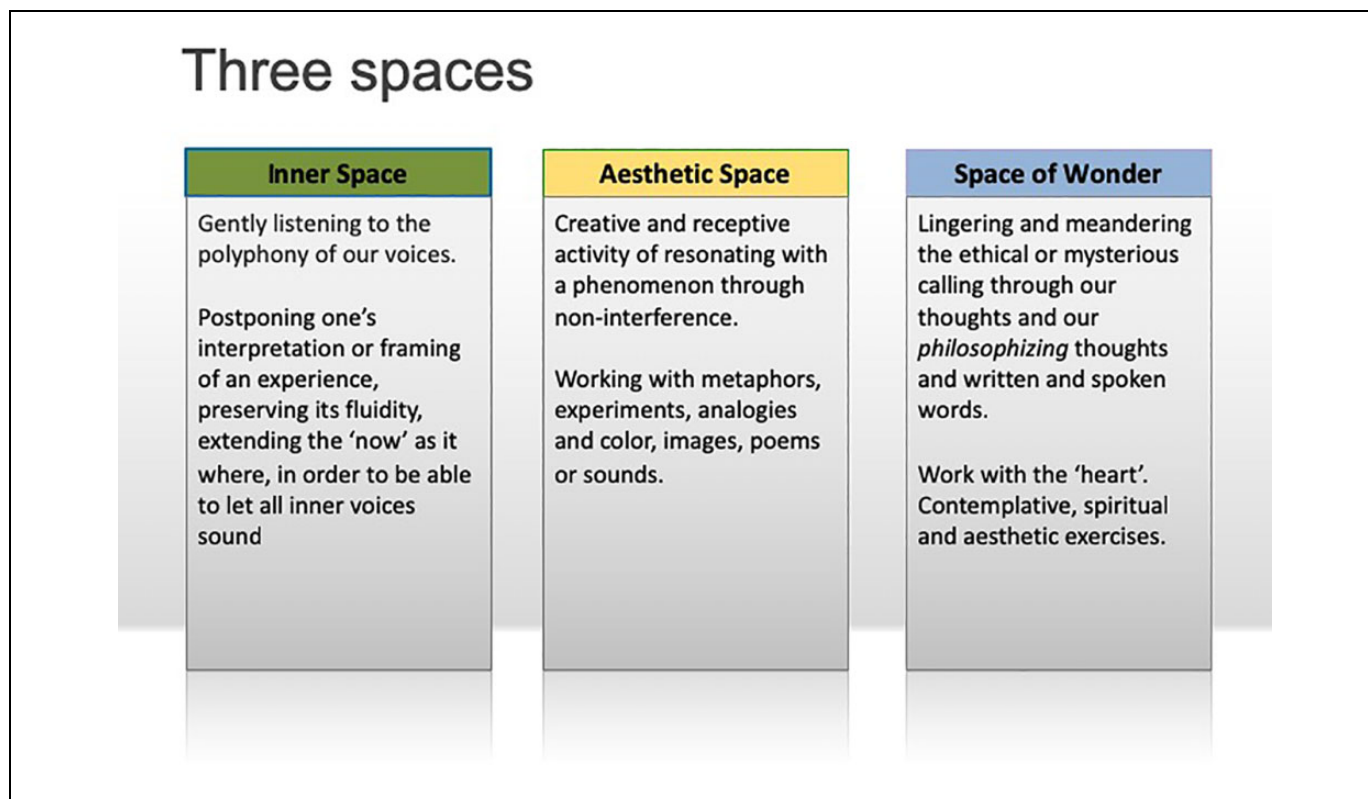 Three spaces
Inner Space
Gently listening to the
polyphony of our voices.
Postponing one’s
interpretation or framing
of an experience,
preserving its fluidity,
extending the ‘now’ as it
where, in order to be able
to let all inner voices
sound
Aesthetic Space
Creative and receptive
activity of resonating with
a phenomenon through
non-interference.
Working with metaphors,
experiments, analogies
and color, images, poems
or sounds.
Space of Wonder
Lingering and meandering
the ethical or mysterious
calling through our
thoughts and our
philosophizing thoughts
and written and spoken
words.
Work with the ‘heart’.
Contemplative, spiritual
and aesthetic exercises.